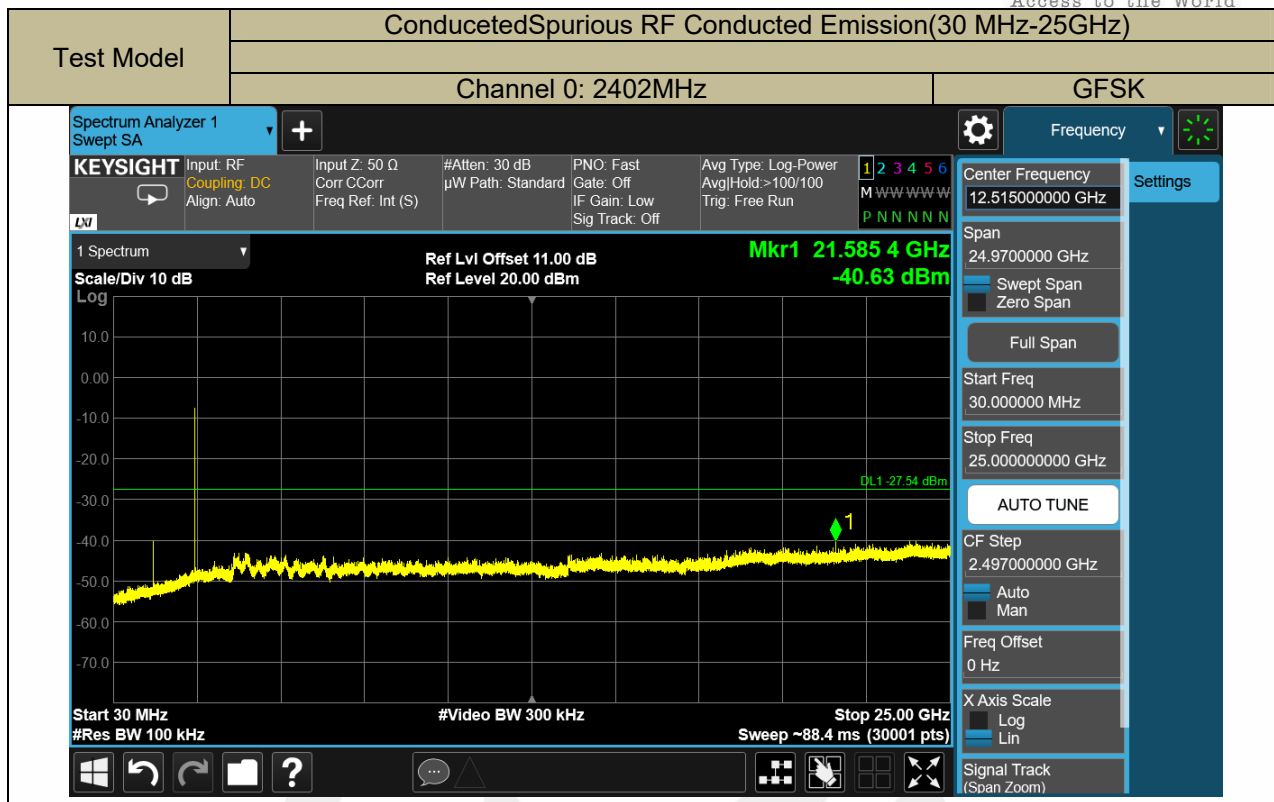 Access to the World
Test Model
ConducetedSpurious RF Conducted Emission(30 MHz-25GHz)
Channel 0: 2402MHz
GFSK
Spectrum Analyzer 1
Swept SA
Frequency
KEYSIGHT
Input: RF
Coupling: DC
Align: Auto
LXI
Input Z: 50 Ω
Corr CCorr
Freq Ref: Int (S)
#Atten: 30 dB
µW Path: Standard
PNO: Fast
Gate: Off
IF Gain: Low
Sig Track: Off
Avg Type: Log-Power
Avg|Hold:>100/100
Trig: Free Run
1 2 3 4 5 6
M W W W W W
P N N N N N
1 Spectrum
Scale/Div 10 dB
Log
Ref Lvl Offset 11.00 dB
Ref Level 20.00 dBm
Mkr1 21.585 4 GHz
-40.63 dBm
10.0
0.00
-10.0
-20.0
-30.0
-40.0
-50.0
-60.0
-70.0
DL1 -27.54 dBm
1
Start 30 MHz
#Res BW 100 kHz
#Video BW 300 kHz
Stop 25.00 GHz
Sweep ~88.4 ms (30001 pts)
Center Frequency
12.515000000 GHz
Span
24.9700000 GHz
Swept Span
Zero Span
Full Span
Start Freq
30.000000 MHz
Stop Freq
25.000000000 GHz
AUTO TUNE
CF Step
2.497000000 GHz
Auto
Man
Freq Offset
0 Hz
X Axis Scale
Log
Lin
Signal Track
(Span Zoom)
Settings